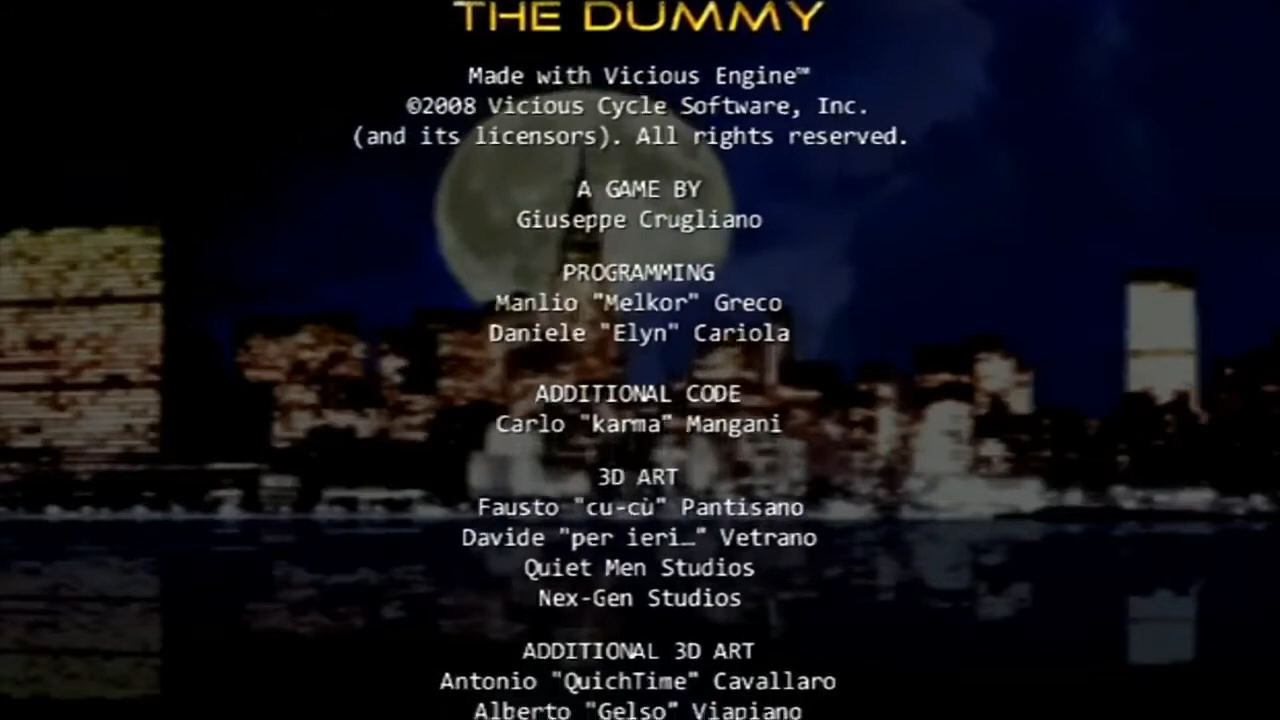 THE DUMMY
Made with Vicious Engine™
©2008 Vicious Cycle Software, Inc.
(and its licensors). All rights reserved.
A GAME BY
Giuseppe Crugliano
PROGRAMMING
Manlio "Melkor" Greco
Daniele "Elyn" Cariola
ADDITIONAL CODE
Carlo "karma" Mangani
3D ART
Fausto "cu-cù" Pantisano
Davide "per ieri…" Vetrano
Quiet Men Studios
Nex-Gen Studios
ADDITIONAL 3D ART
Antonio "QuichTime" Cavallaro
Alberto "Gelso" Viapiano